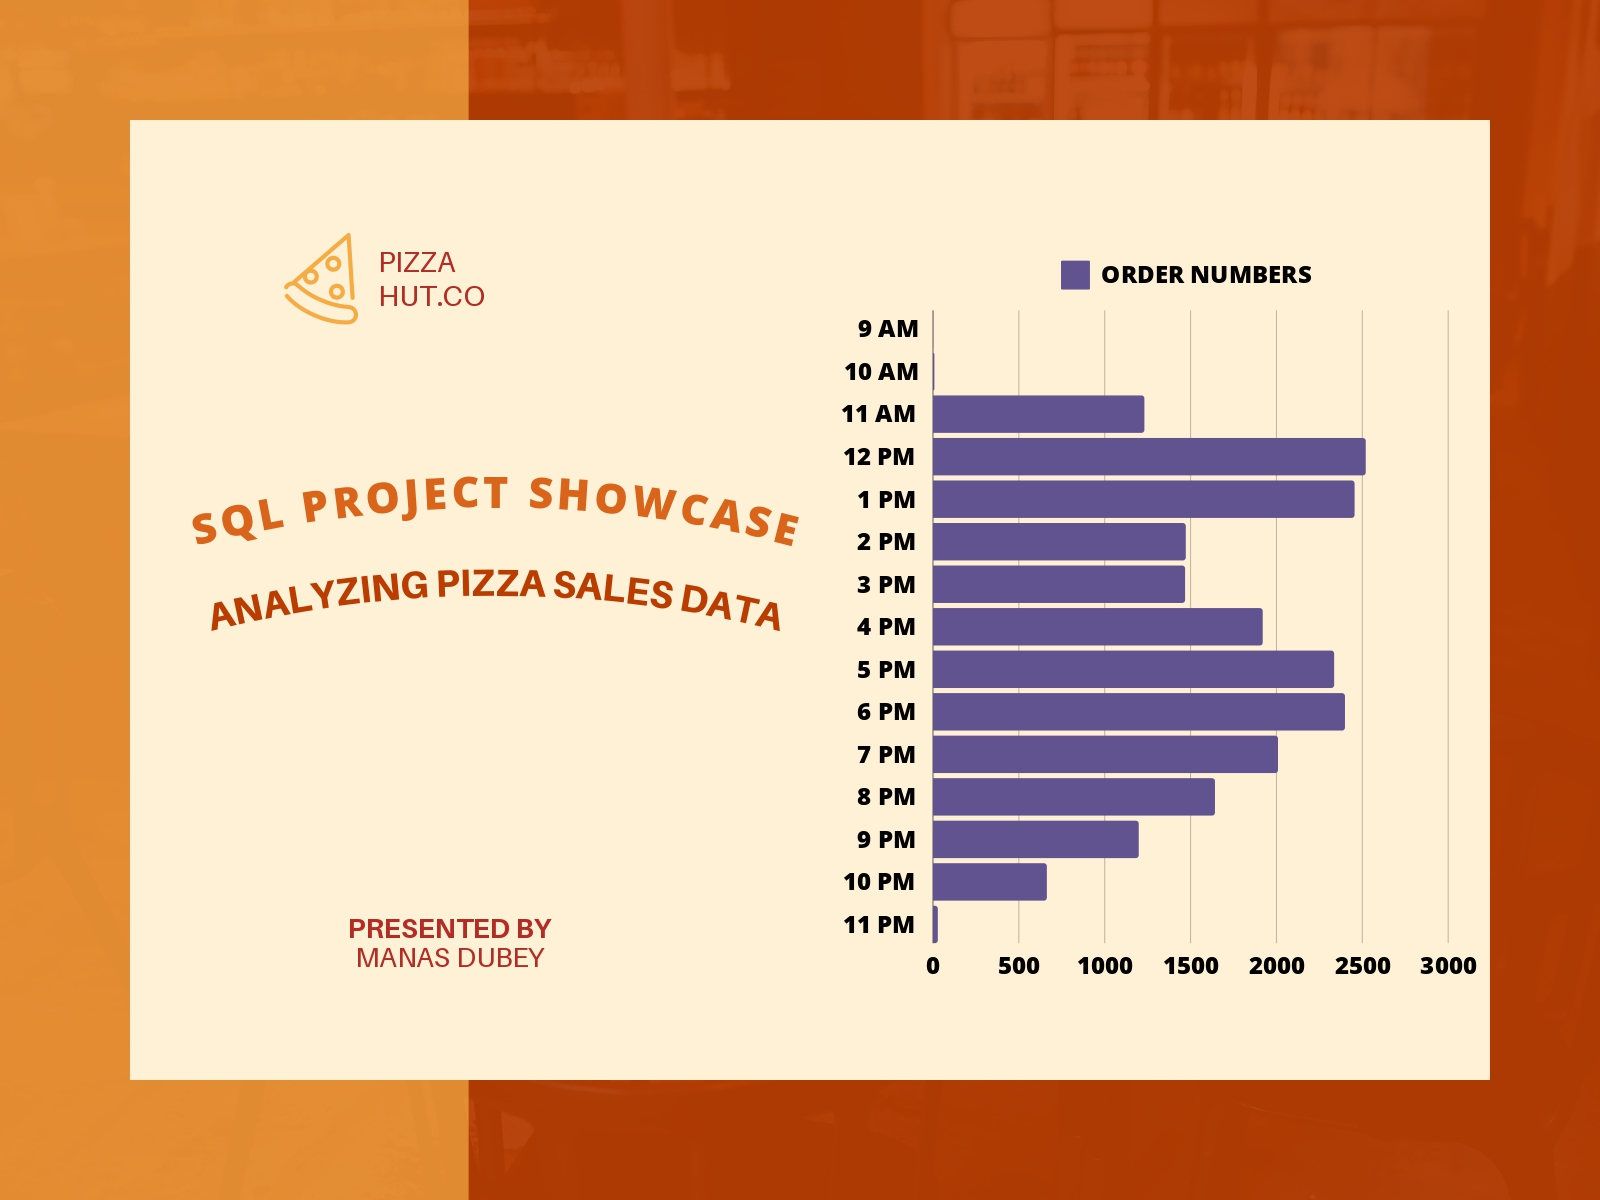 PIZZA
HUT.CO
SQL PROJECT SHOWCASE
ANALYZING PIZZA SALES DATA
PRESENTED BY
MANAS DUBEY
ORDER NUMBERS
9 AM
10 AM
11 AM
12 PM
1 PM
2 PM
3 PM
4 PM
5 PM
6 PM
7 PM
8 PM
9 PM
10 PM
11 PM
0 500 1000 1500 2000 2500 3000